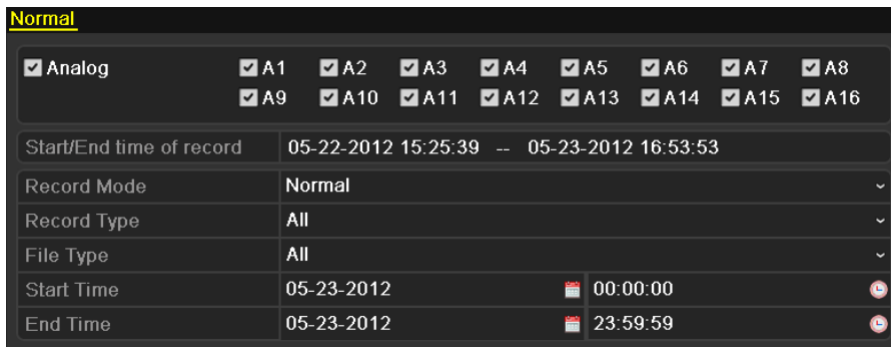 Normal
Analog A1 A2 A3 A4 A5 A6 A7 A8
A9 A10 A11 A12 A13 A14 A15 A16
Start/End time of record 05-22-2012 15:25:39 -- 05-23-2012 16:53:53
Record Mode Normal
Record Type All
File Type All
Start Time 05-23-2012 00:00:00
End Time 05-23-2012 23:59:59